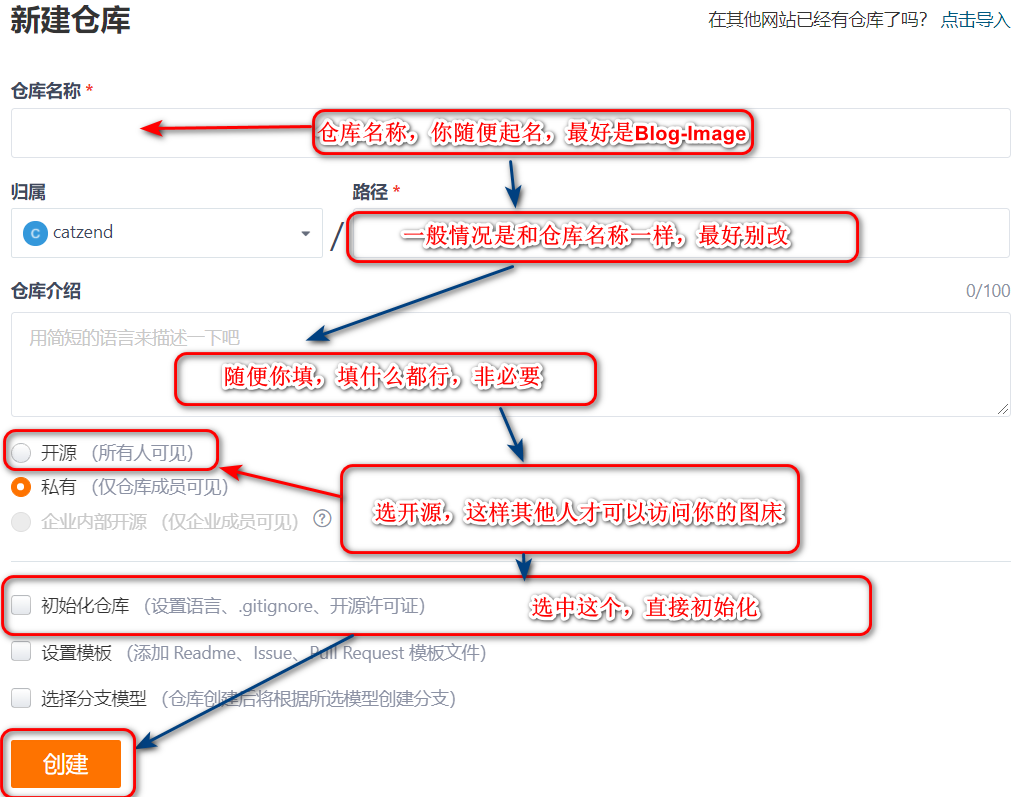 新建仓库
在其他网站已经有仓库了吗? 点击导入
仓库名称 *
仓库名称，你随便起名，最好是Blog-Image
归属
路径 *
C catzend
/
一般情况是和仓库名称一样，最好别改
仓库介绍
0/100
用简短的语言来描述一下吧
随便你填，填什么都行，非必要
开源 (所有人可见)
私有 (仅仓库成员可见)
企业内部开源 (仅企业成员可见) ?
选开源，这样其他人才可以访问你的图床
初始化仓库 (设置语言、.gitignore、开源许可证)
选中这个，直接初始化
设置模板 (添加 Readme、Issue、Pull Request 模板文件)
选择分支模型 (仓库创建后将根据所选模型创建分支)
创建